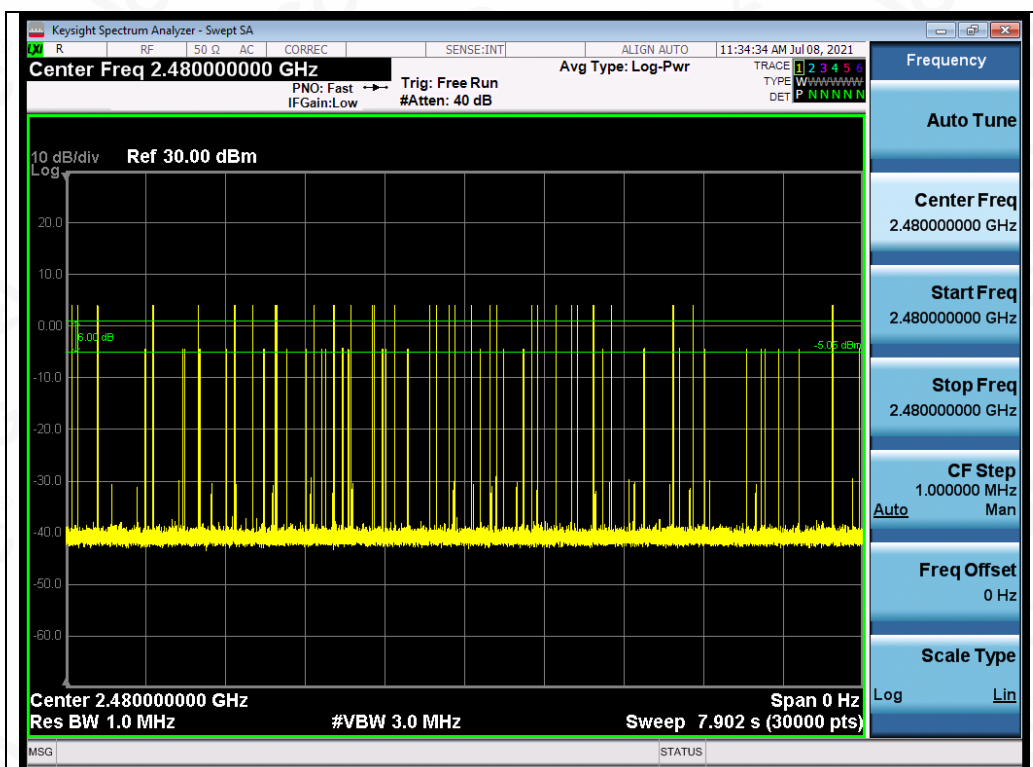 Keysight Spectrum Analyzer - Swept SA
LXI R RF 50 Ω AC CORREC SENSE:INT ALIGN AUTO 11:34:34 AM Jul 08, 2021
Center Freq 2.480000000 GHz
Avg Type: Log-Pwr
TRACE 1 2 3 4 5 6
PNO: Fast
Trig: Free Run
TYPE WWWWWW
IFGain:Low
#Atten: 40 dB
DET P N N N N N
10 dB/div Ref 30.00 dBm
Log
20.0
10.0
0.00
6.00 dB
-5.05 dBm
-10.0
-20.0
-30.0
-40.0
-50.0
-60.0
Center 2.480000000 GHz Span 0 Hz
Res BW 1.0 MHz #VBW 3.0 MHz Sweep 7.902 s (30000 pts)
MSG STATUS
Frequency
Auto Tune
Center Freq
2.480000000 GHz
Start Freq
2.480000000 GHz
Stop Freq
2.480000000 GHz
CF Step
1.000000 MHz
Auto Man
Freq Offset
0 Hz
Scale Type
Log Lin